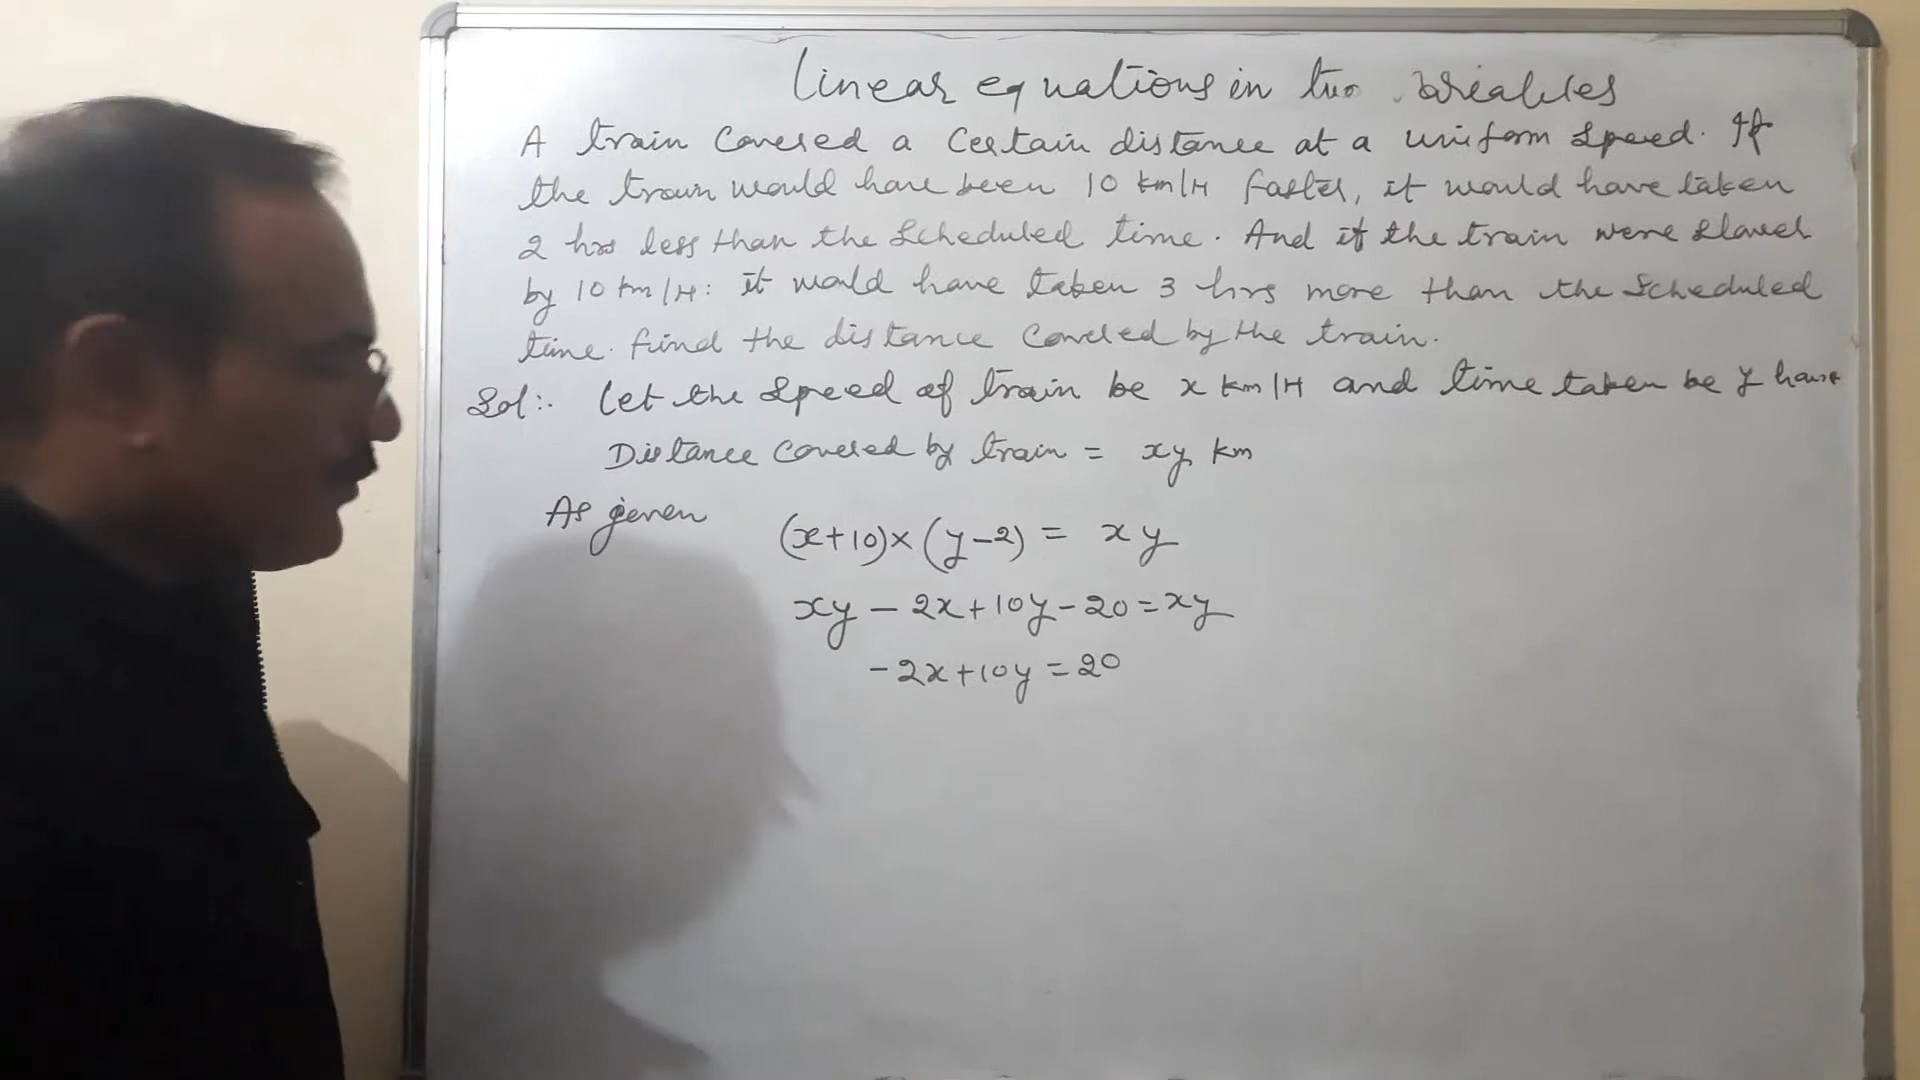 Linear equations in two variables
A train Covered a Certain distance at a uniform speed. If
the train would have been 10 km/H faster, it would have taken
2 hrs less than the Scheduled time. And if the train were slower
by 10 km/H: it would have taken 3 hrs more than the Scheduled
time. find the distance Covered by the train.
Sol:. Let the speed of train be x km/H and time taken be y hour
Distance Covered by train = xy km
As given
(x+10)×(y-2) = xy
xy - 2x+10y-20=xy
-2x+10y=20